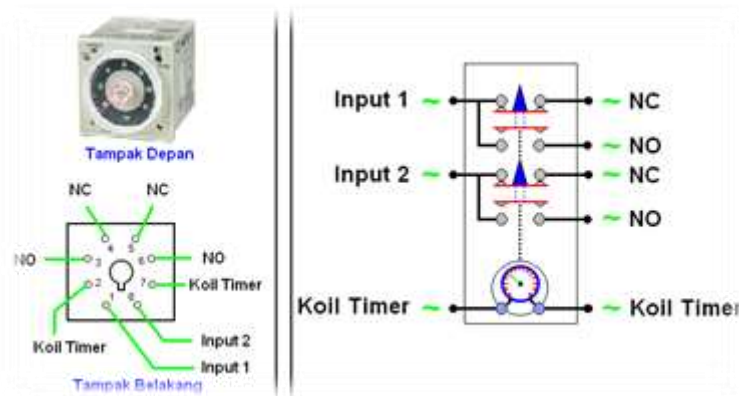 Tampak Depan
NC NC
4 5
NO 3 6 NO
2 7 Koil Timer
Koil Timer 1 8
Input 2
Input 1
Tampak Belakang
Input 1 ~ ~ NC
~ NO
Input 2 ~ ~ NC
~ NO
Koil Timer ~ ~ Koil Timer